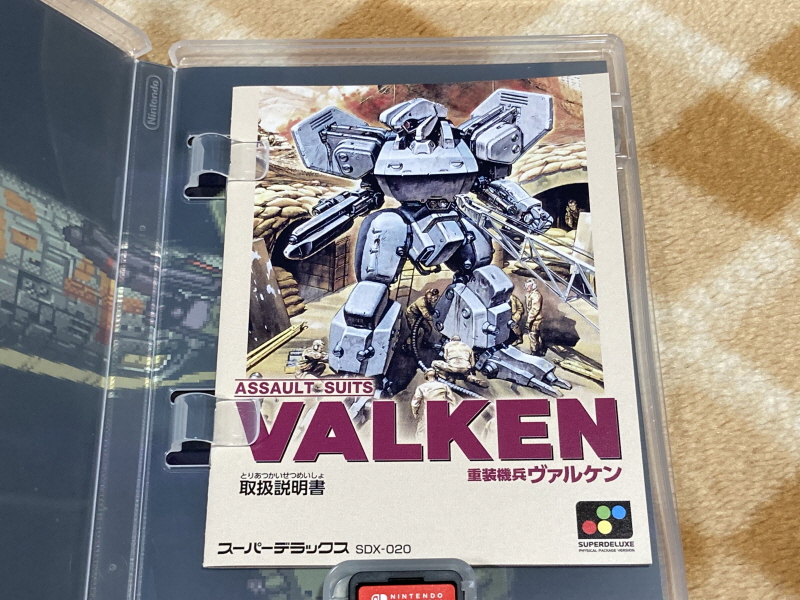 Nintendo
ASSAULT SUITS
VALKEN
重装機兵ヴァルケン
とりあつかいせつめいしょ
取扱説明書
スーパーデラックス SDX-020
SUPERDELUXE
PHYSICAL PACKAGE VERSION
NINTENDO